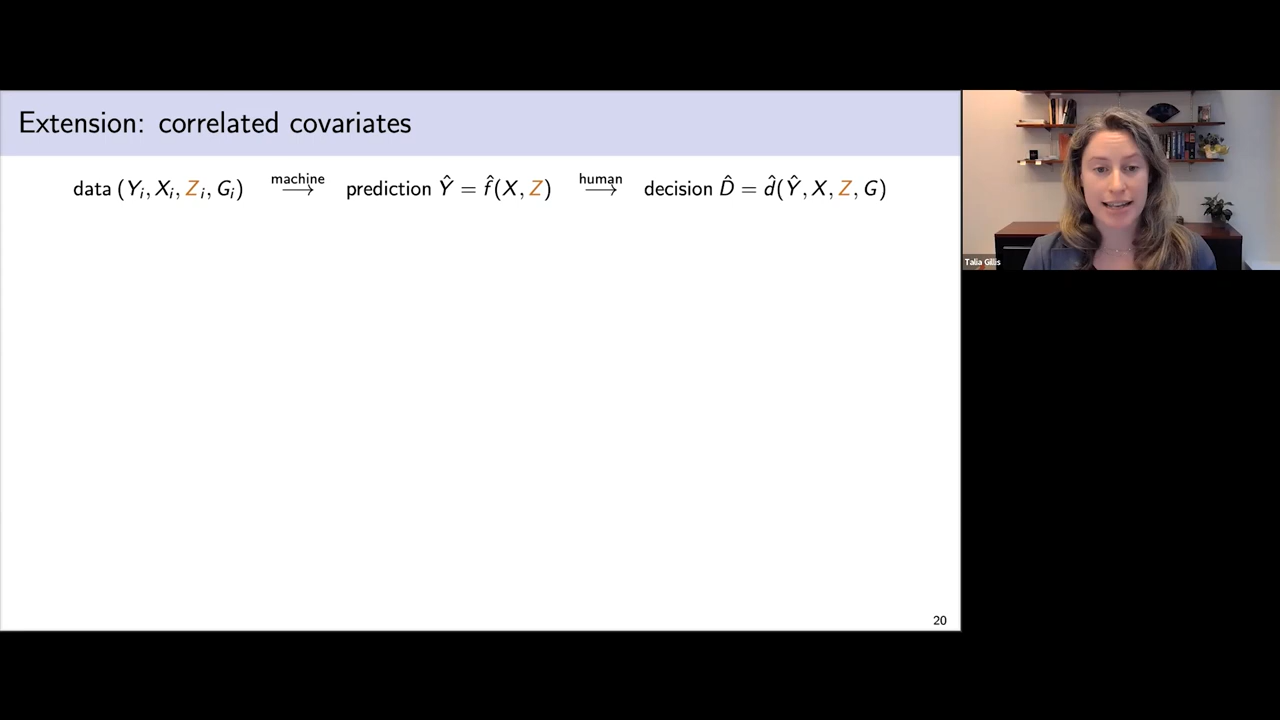 Extension: correlated covariates
data (Yᵢ, Xᵢ, Zᵢ, Gᵢ) machine⟶ prediction Ŷ = f̂(X, Z) human⟶ decision D̂ = d̂(Ŷ, X, Z, G)
Talia Gillis
20